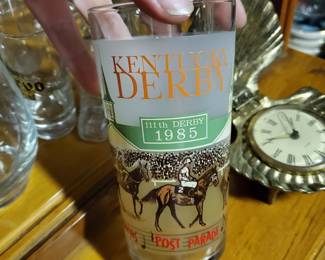 KENTUCKY
DERBY
111th DERBY
1985
POST PARADE